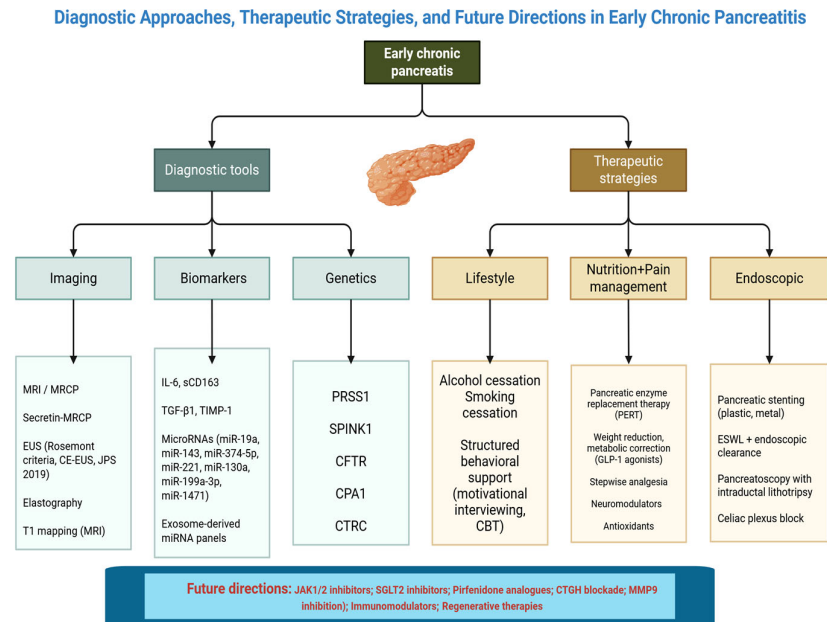 Diagnostic Approaches, Therapeutic Strategies, and Future Directions in Early Chronic Pancreatitis
Early chronic
pancreatis
Diagnostic tools
Therapeutic
strategies
Imaging
Biomarkers
Genetics
Lifestyle
Nutrition+Pain
management
Endoscopic
MRI / MRCP
Secretin-MRCP
EUS (Rosemont
criteria, CE-EUS, JPS
2019)
Elastography
T1 mapping (MRI)
IL-6, sCD163
TGF-β1, TIMP-1
MicroRNAs (miR-19a,
miR-143, miR-374-5p,
miR-221, miR-130a,
miR-199a-3p,
miR-1471)
Exosome-derived
miRNA panels
PRSS1
SPINK1
CFTR
CPA1
CTRC
Alcohol cessation
Smoking
cessation
Structured
behavioral
support
(motivational
interviewing,
CBT)
Pancreatic enzyme
replacement therapy
(PERT)
Weight reduction,
metabolic correction
(GLP-1 agonists)
Stepwise analgesia
Neuromodulators
Antioxidants
Pancreatic stenting
(plastic, metal)
ESWL + endoscopic
clearance
Pancreatoscopy with
intraductal lithotripsy
Celiac plexus block
Future directions: JAK1/2 inhibitors; SGLT2 inhibitors; Pirfenidone analogues; CTGH blockade; MMP9
inhibition); Immunomodulators; Regenerative therapies